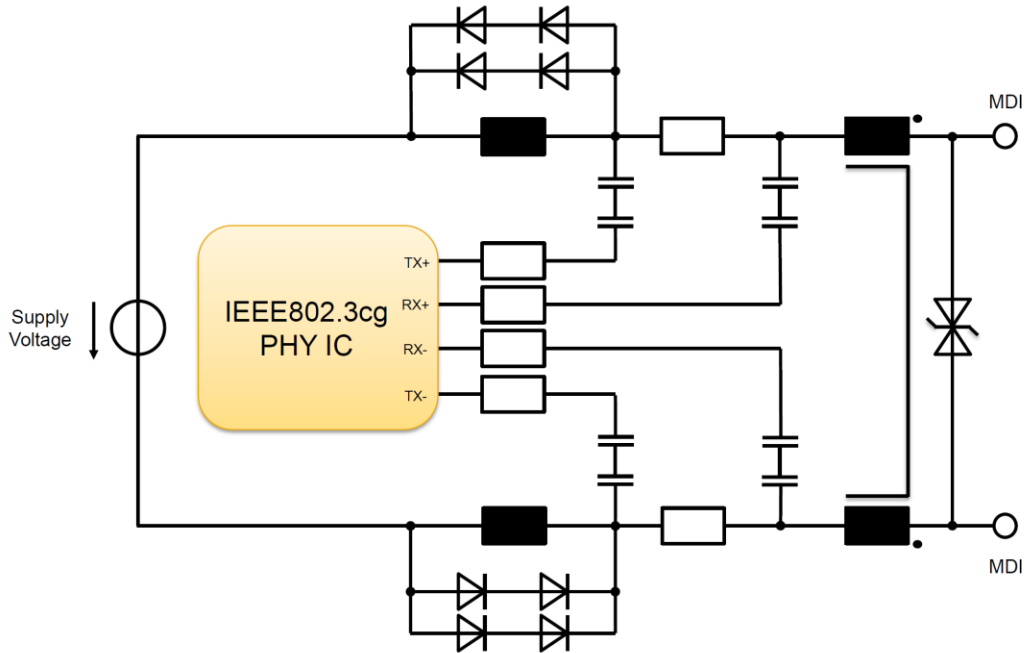 MDI
TX+
IEEE802.3cg
RX+
PHY IC
RX-
TX-
Supply
Voltage
MDI